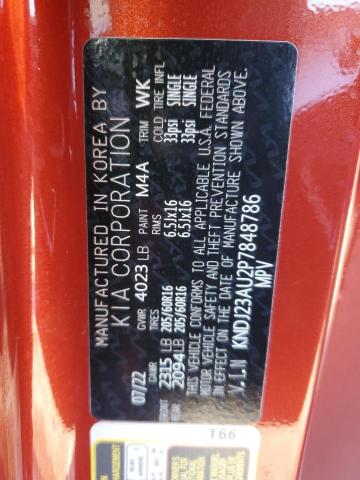 MANUFACTURED IN KOREA BY
KIA CORPORATION
07/22 GVWR 4023 LB PAINT M4A TRIM WK
GAWR TIRES RIMS COLD TIRE INFL
2315 LB 205/60R16 6.5Jx16 33psi SINGLE
2094 LB 205/60R16 6.5Jx16 33psi SINGLE
THIS VEHICLE CONFORMS TO ALL APPLICABLE U.S.A. FEDERAL
MOTOR VEHICLE SAFETY AND THEFT PREVENTION STANDARDS
IN EFFECT ON THE DATE OF MANUFACTURE SHOWN ABOVE.
V.I.N KNDJ23AU2P7848786
MPV
T66